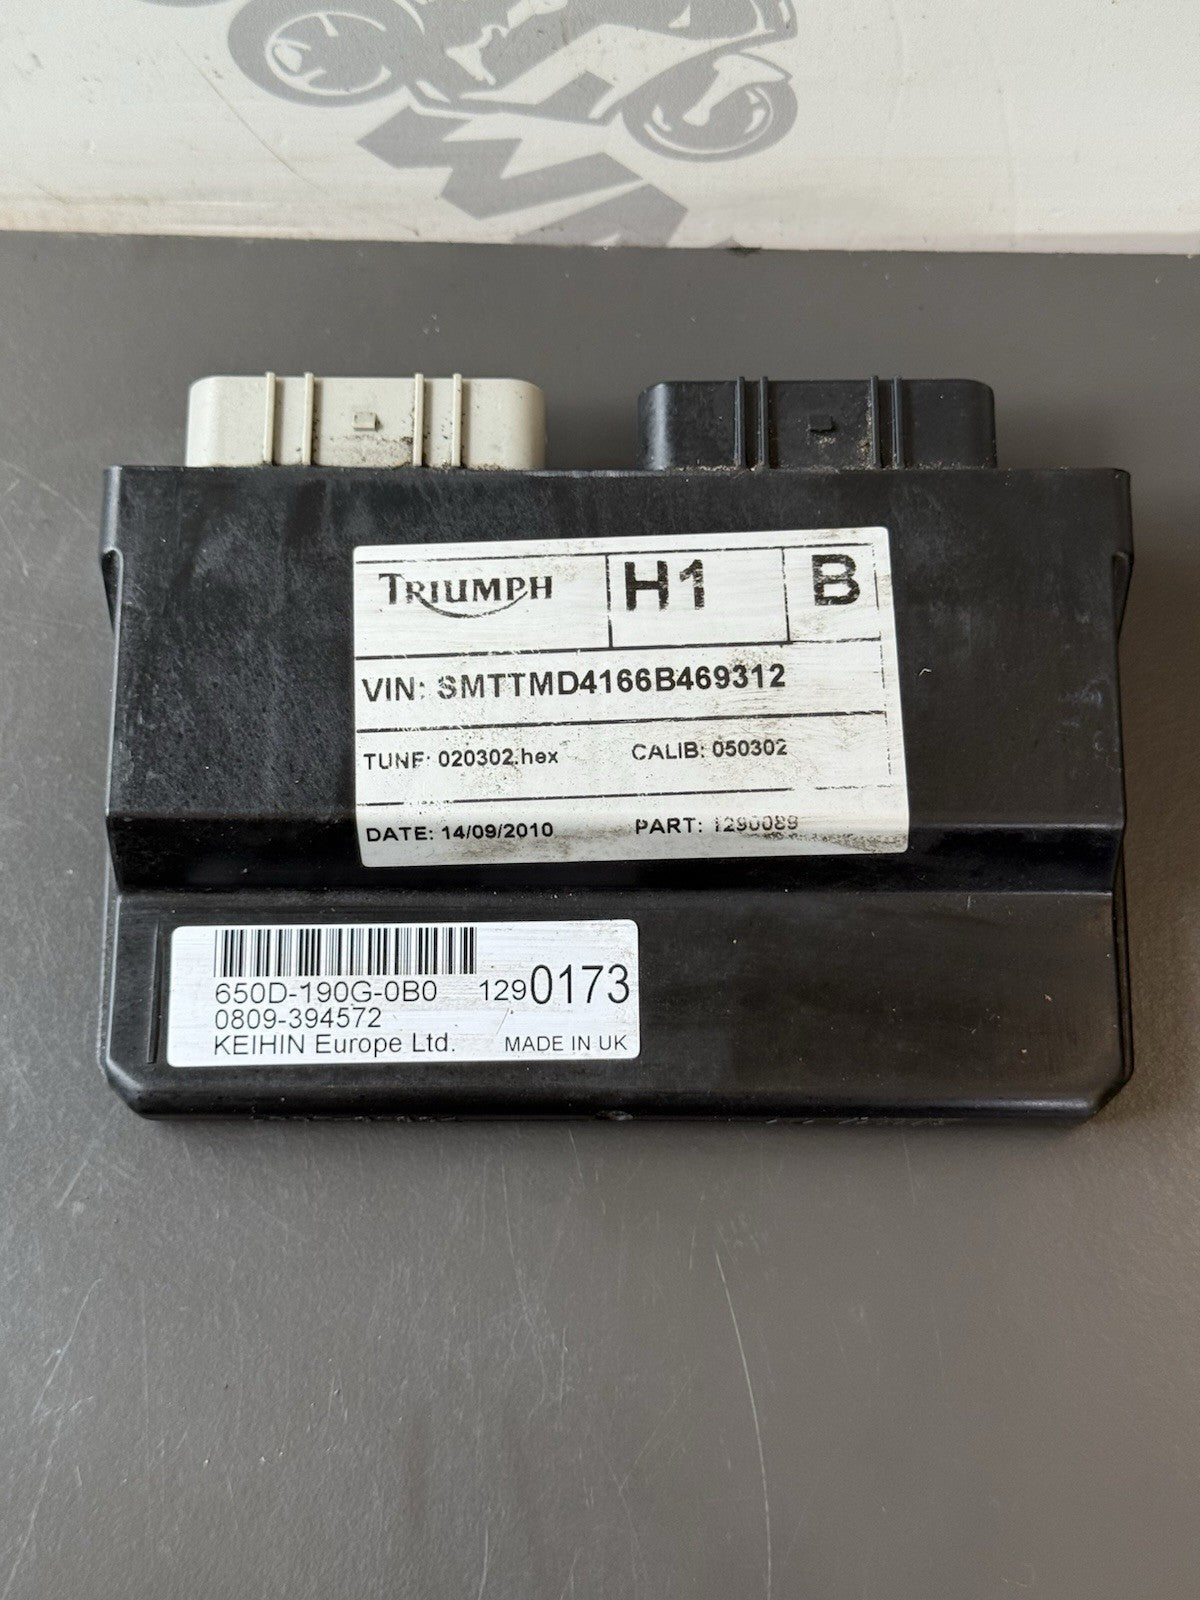 TRIUMPH H1 B
VIN: SMTTMD4166B469312
TUNE: 020302.hex CALIB: 050302
DATE: 14/09/2010 PART: 1290089
650D-190G-0B0 1290173
0809-394572
KEIHIN Europe Ltd. MADE IN UK